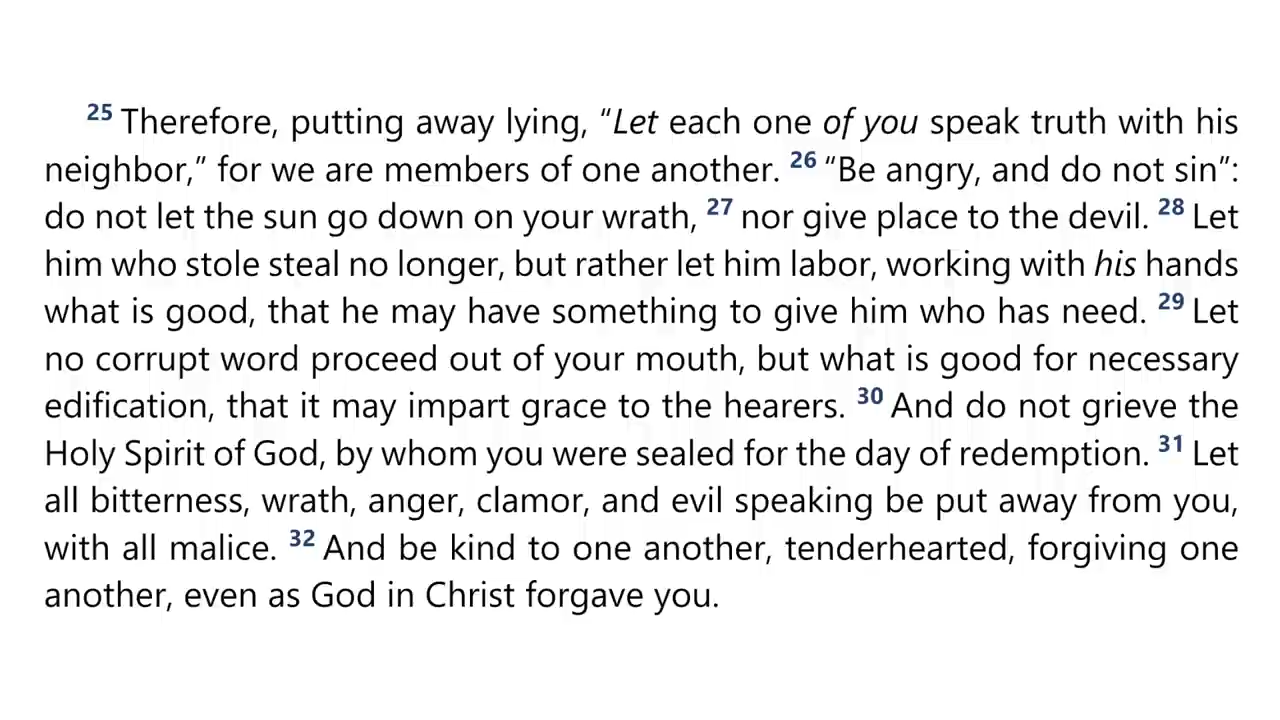 25 Therefore, putting away lying, “Let each one of you speak truth with his
neighbor,” for we are members of one another. 26 “Be angry, and do not sin”:
do not let the sun go down on your wrath, 27 nor give place to the devil. 28 Let
him who stole steal no longer, but rather let him labor, working with his hands
what is good, that he may have something to give him who has need. 29 Let
no corrupt word proceed out of your mouth, but what is good for necessary
edification, that it may impart grace to the hearers. 30 And do not grieve the
Holy Spirit of God, by whom you were sealed for the day of redemption. 31 Let
all bitterness, wrath, anger, clamor, and evil speaking be put away from you,
with all malice. 32 And be kind to one another, tenderhearted, forgiving one
another, even as God in Christ forgave you.